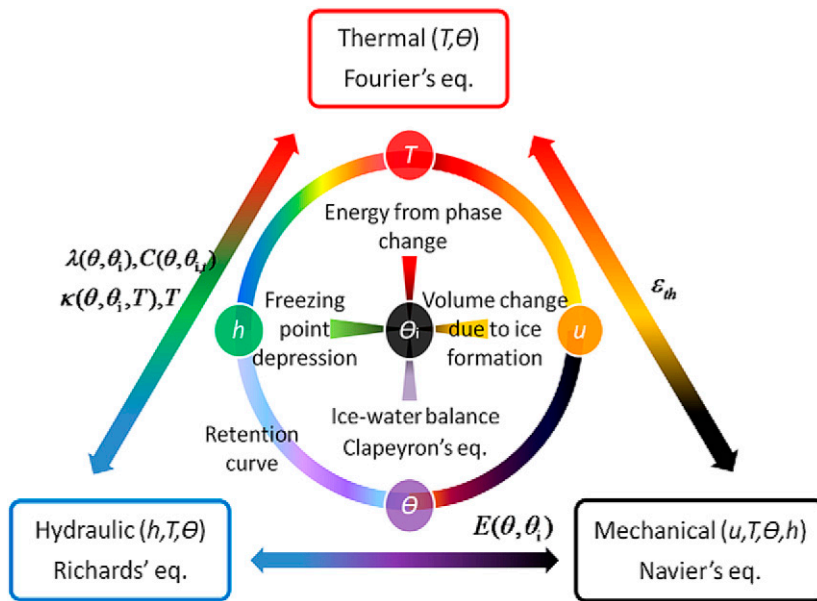 Thermal (T,Θ)
Fourier's eq.
T
Energy from phase
change
λ(θ,θi),C(θ,θi,t)
κ(θ,θi,T),T
εth
h
Freezing
point
depression
Θi
Volume change
due to ice
formation
u
Ice-water balance
Clapeyron's eq.
Retention
curve
Θ
E(θ,θi)
Hydraulic (h,T,Θ)
Richards' eq.
Mechanical (u,T,Θ,h)
Navier's eq.